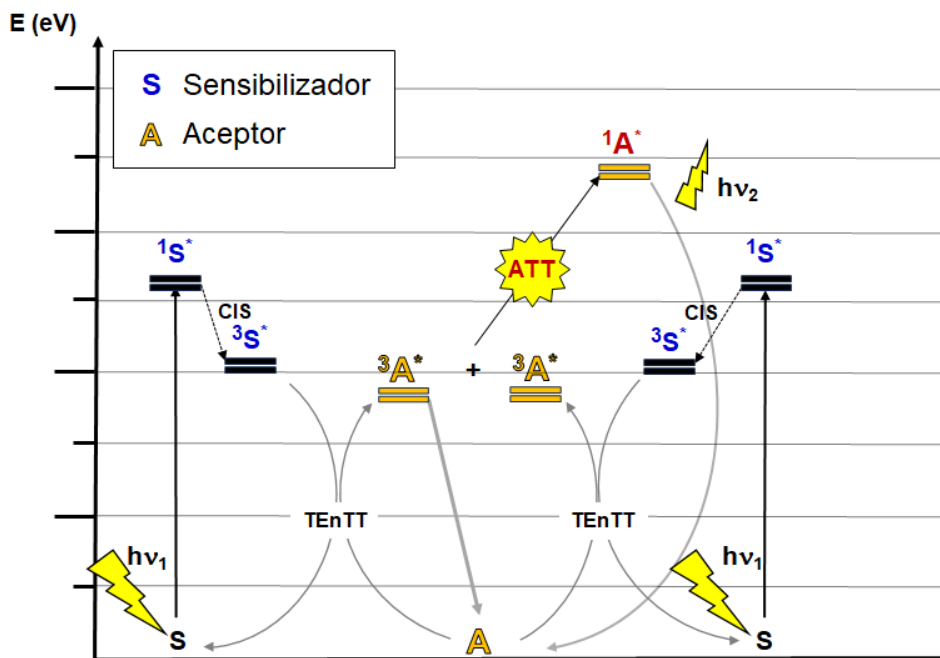 E (eV)
S Sensibilizador
A Aceptor
¹A*
hν₂
¹S*
¹S*
ATT
CIS
CIS
³S*
³S*
³A* + ³A*
TEnTT
TEnTT
hν₁
hν₁
S
A
S